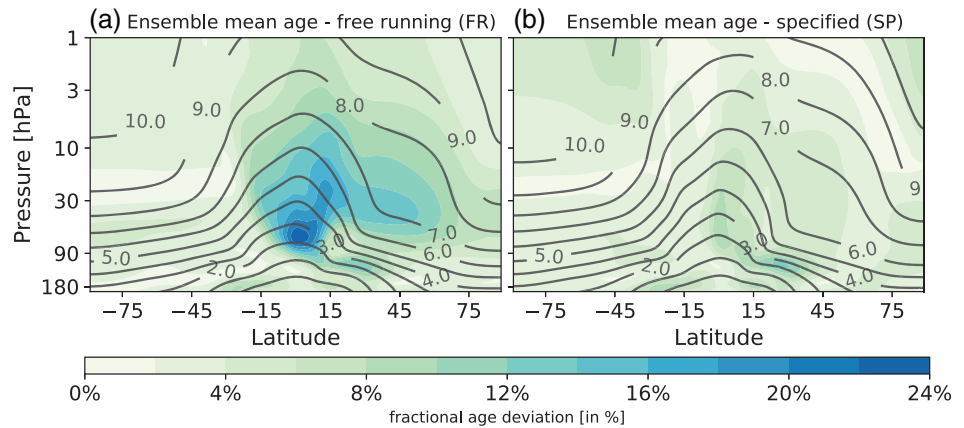 (a) Ensemble mean age - free running (FR)
(b) Ensemble mean age - specified (SP)
Pressure [hPa]
1
3
10
30
90
180
10.0
9.0
8.0
9.0
7.0
6.0
5.0
4.0
3.0
2.0
−75 −45 −15 15 45 75
Latitude
10.0
9.0
8.0
7.0
9
6.0
5.0
4.0
3.0
2.0
−75 −45 −15 15 45 75
Latitude
0% 4% 8% 12% 16% 20% 24%
fractional age deviation [in %]